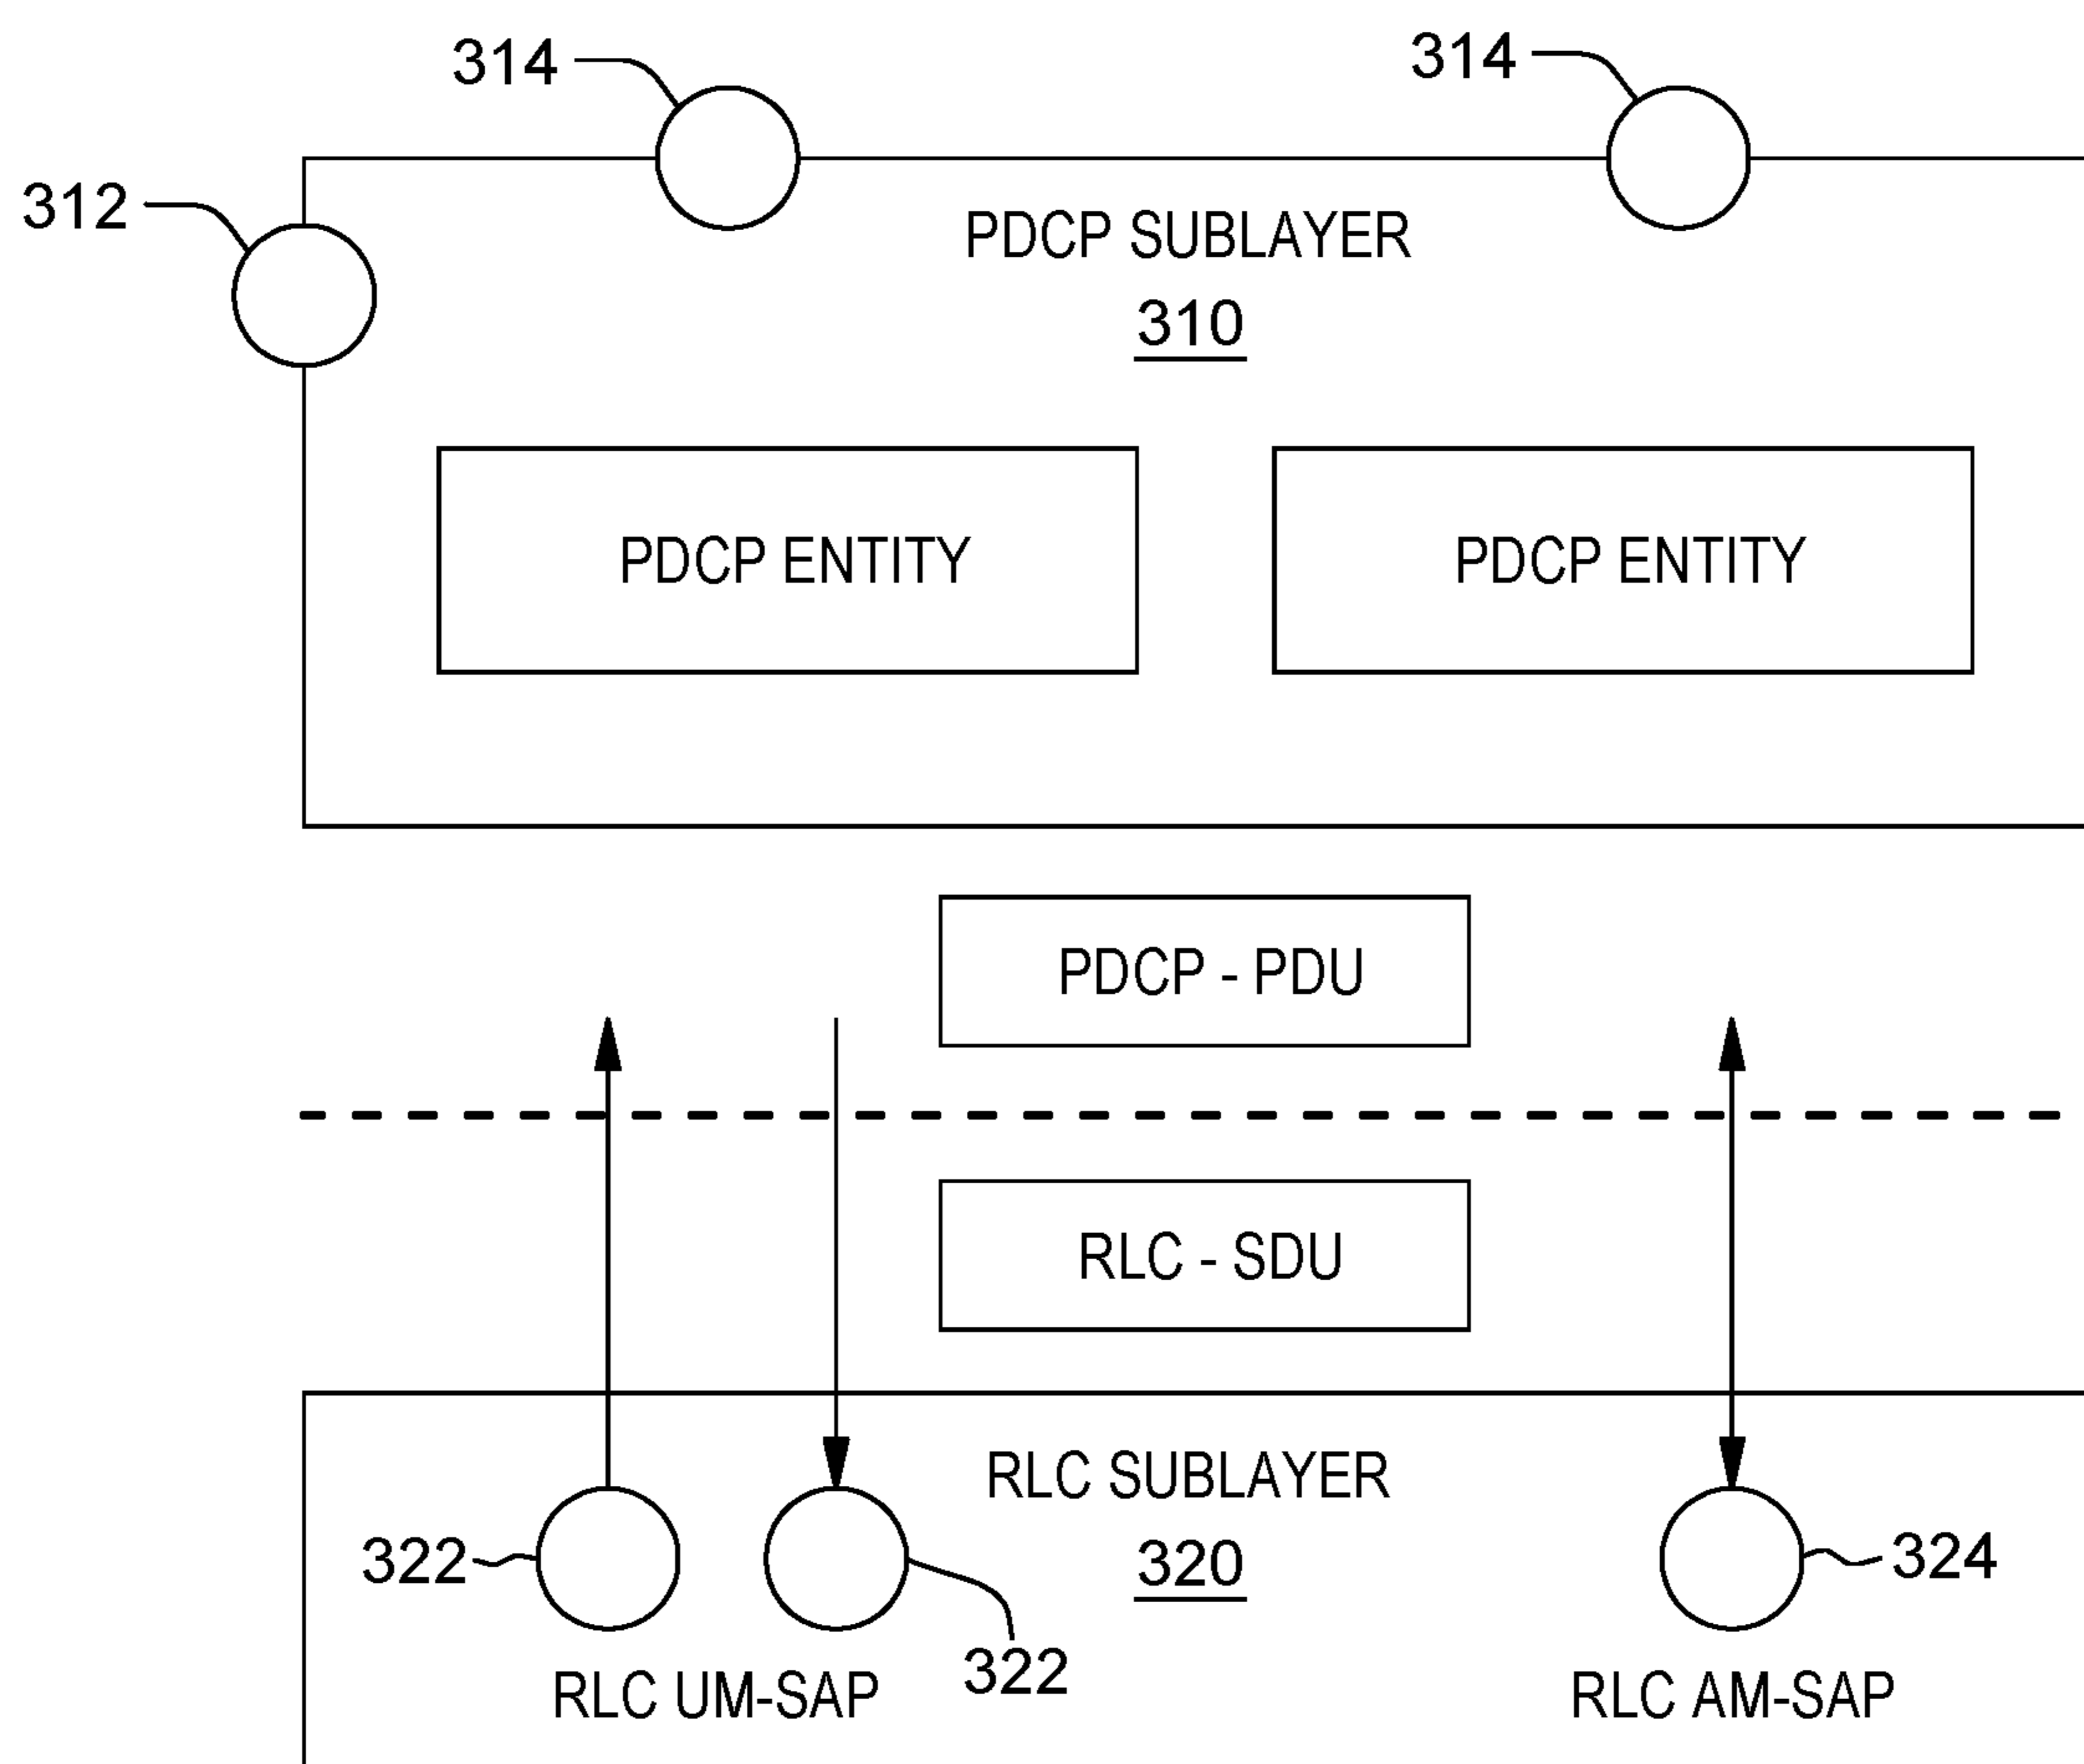 314
314
312
PDCP SUBLAYER
310
PDCP ENTITY
PDCP ENTITY
PDCP - PDU
RLC - SDU
RLC SUBLAYER
322
320
324
322
RLC UM-SAP
RLC AM-SAP